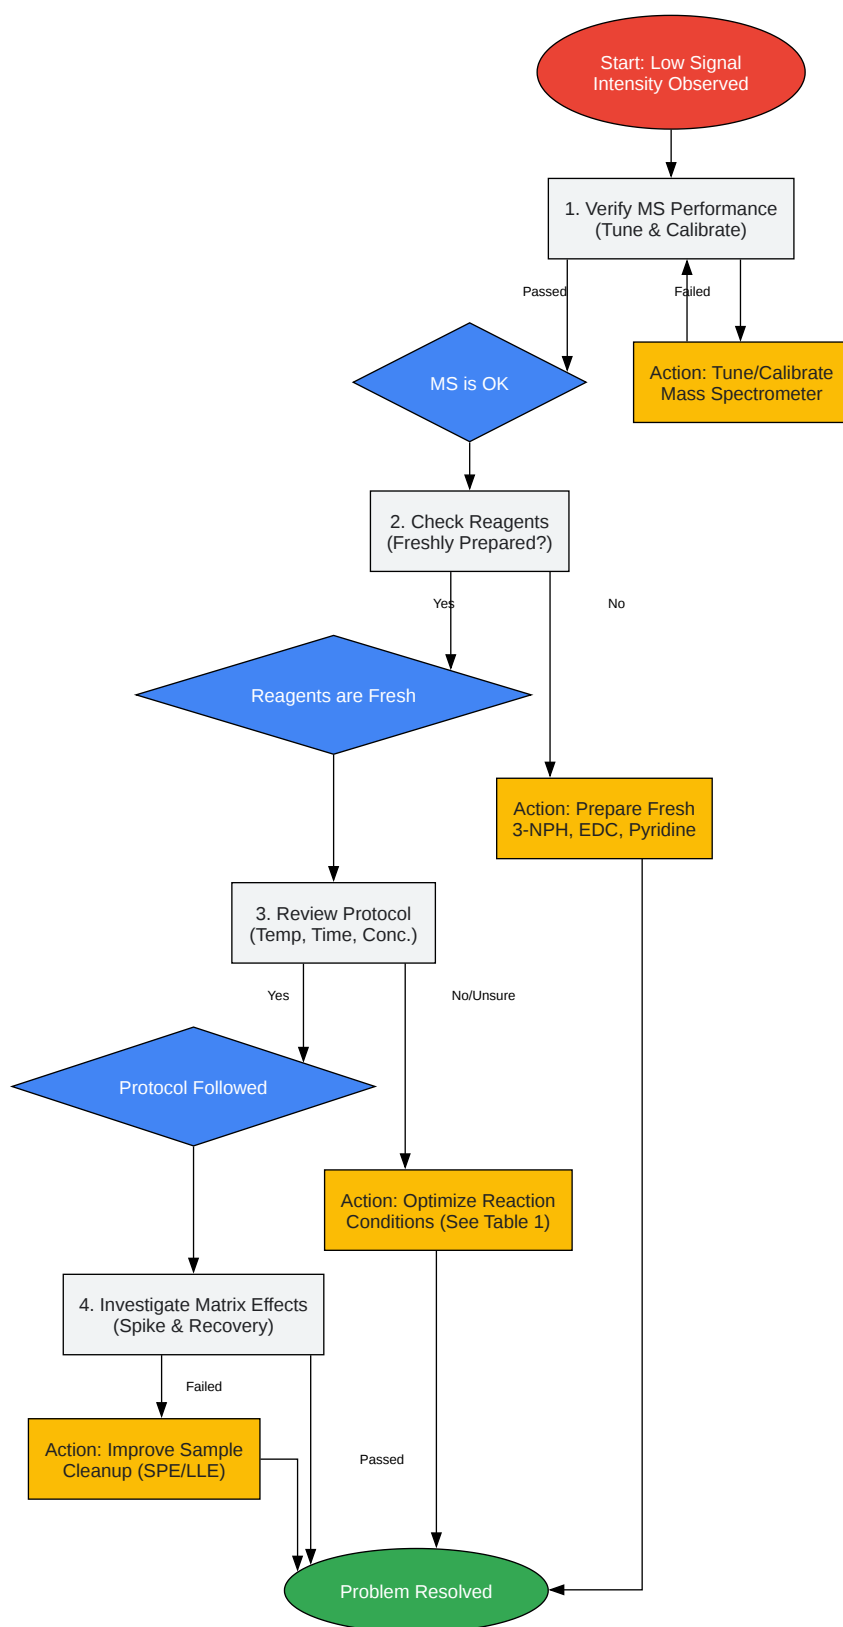 Start: Low Signal
Intensity Observed
1. Verify MS Performance
(Tune & Calibrate)
Passed
Failed
Action: Tune/Calibrate
Mass Spectrometer
MS is OK
2. Check Reagents
(Freshly Prepared?)
Yes
No
Reagents are Fresh
Action: Prepare Fresh
3-NPH, EDC, Pyridine
3. Review Protocol
(Temp, Time, Conc.)
Yes
No/Unsure
Protocol Followed
Action: Optimize Reaction
Conditions (See Table 1)
4. Investigate Matrix Effects
(Spike & Recovery)
Failed
Action: Improve Sample
Cleanup (SPE/LLE)
Passed
Problem Resolved